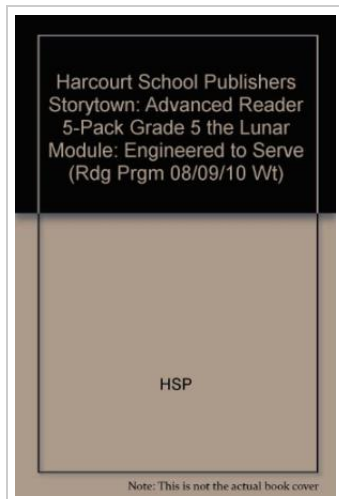 Harcourt School Publishers
Storytown: Advanced Reader
5-Pack Grade 5 the Lunar
Module: Engineered to Serve
(Rdg Prgm 08/09/10 Wt)
HSP
Note: This is not the actual book cover